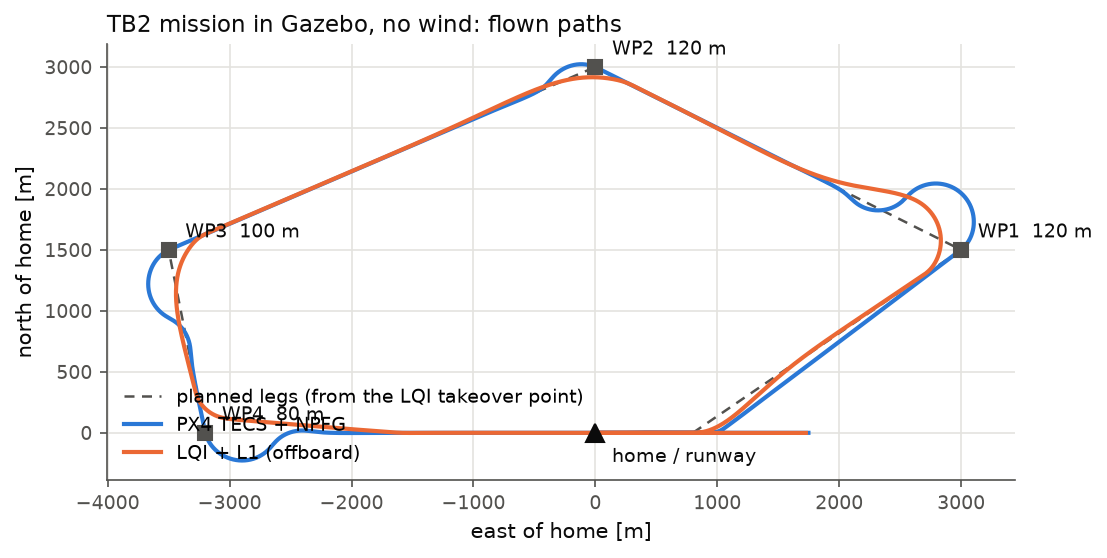 TB2 mission in Gazebo, no wind: flown paths
WP2  120 m
WP3  100 m
WP1  120 m
WP4  80 m
planned legs (from the LQI takeover point)
PX4 TECS + NPFG
LQI + L1 (offboard)
home / runway
north of home [m]
3000
2500
2000
1500
1000
500
0
−4000
−3000
−2000
−1000
0
1000
2000
3000
east of home [m]